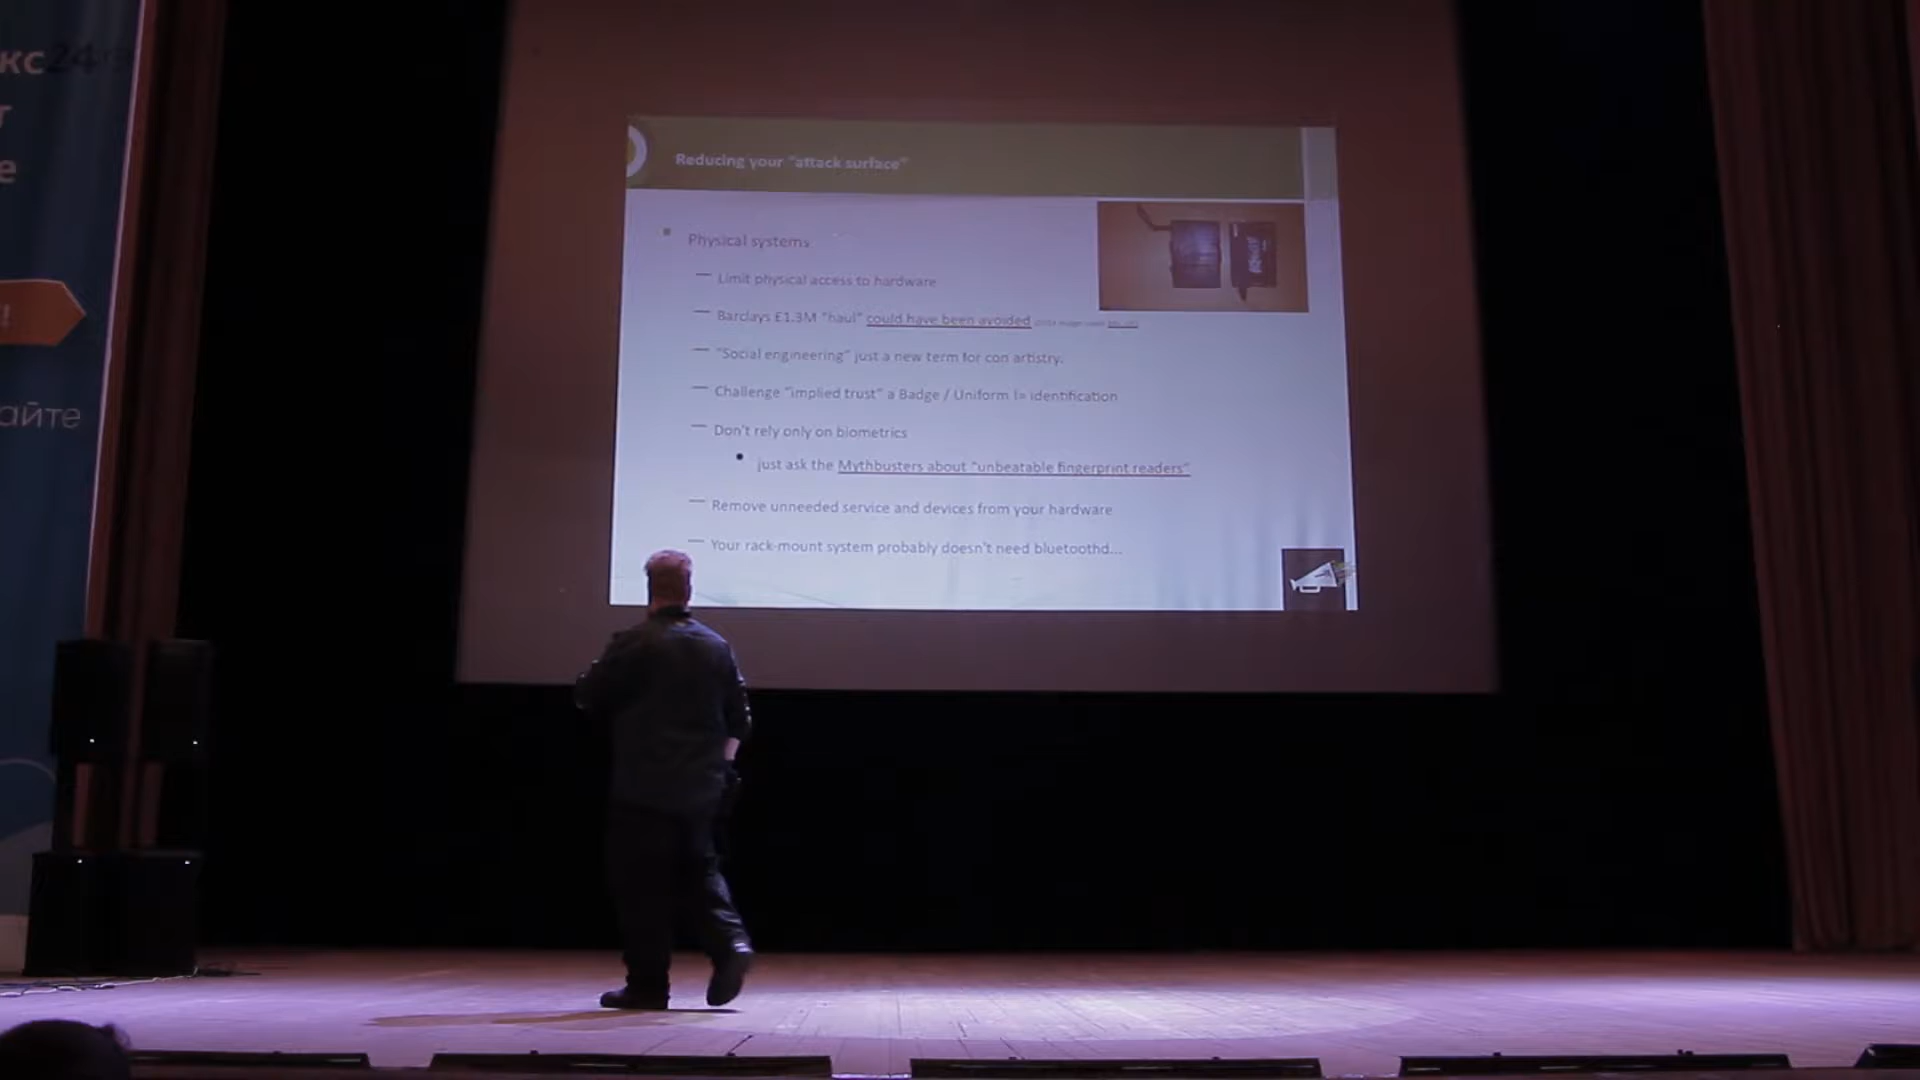 кс24
т
е
!
айте
Reducing your "attack surface"
Physical systems
— Limit physical access to hardware
— Barclays £1.3M "haul" could have been avoided
— "Social engineering" just a new term for con artistry.
— Challenge "implied trust" a Badge / Uniform != identification
— Don't rely only on biometrics
• just ask the Mythbusters about "unbeatable fingerprint readers"
— Remove unneeded service and devices from your hardware
— Your rack-mount system probably doesn't need bluetoothd...